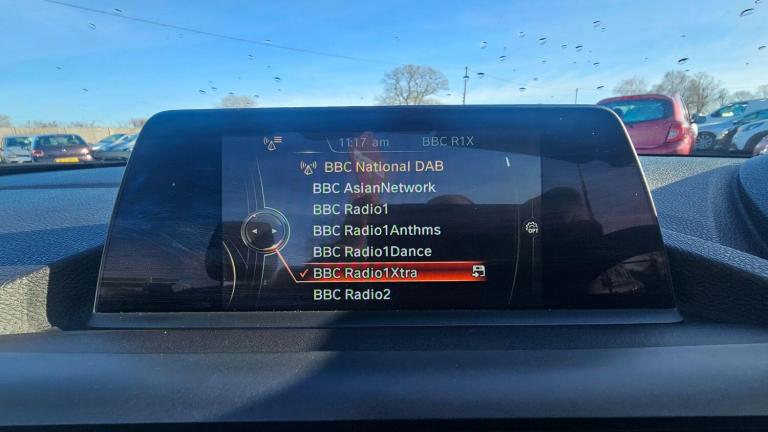 11:17 am BBC R1X
BBC National DAB
BBC AsianNetwork
BBC Radio1
BBC Radio1Anthms
OPT
BBC Radio1Dance
BBC Radio1Xtra
BBC Radio2